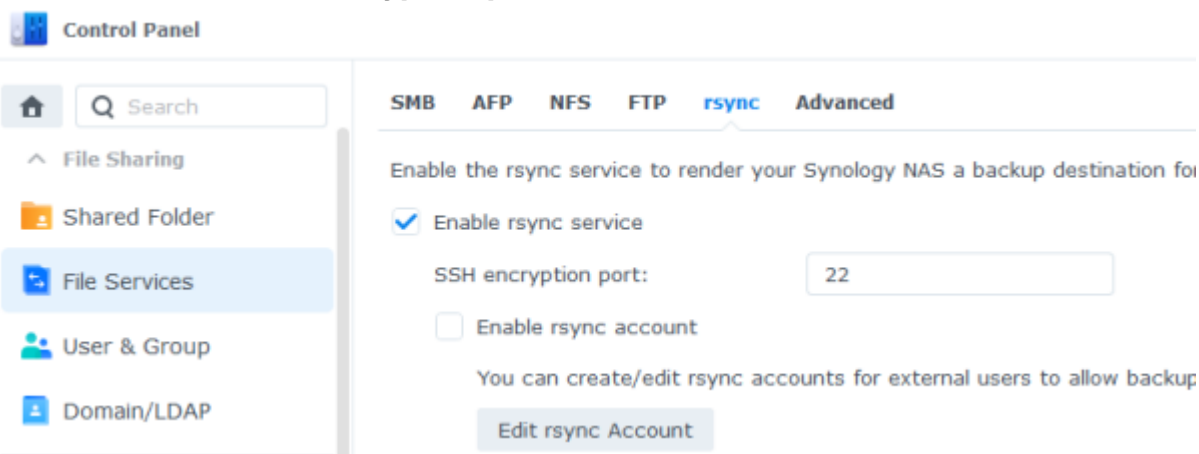 Control Panel
Search
File Sharing
Shared Folder
File Services
User & Group
Domain/LDAP
SMB AFP NFS FTP rsync Advanced
Enable the rsync service to render your Synology NAS a backup destination for
Enable rsync service
SSH encryption port: 22
Enable rsync account
You can create/edit rsync accounts for external users to allow backup
Edit rsync Account